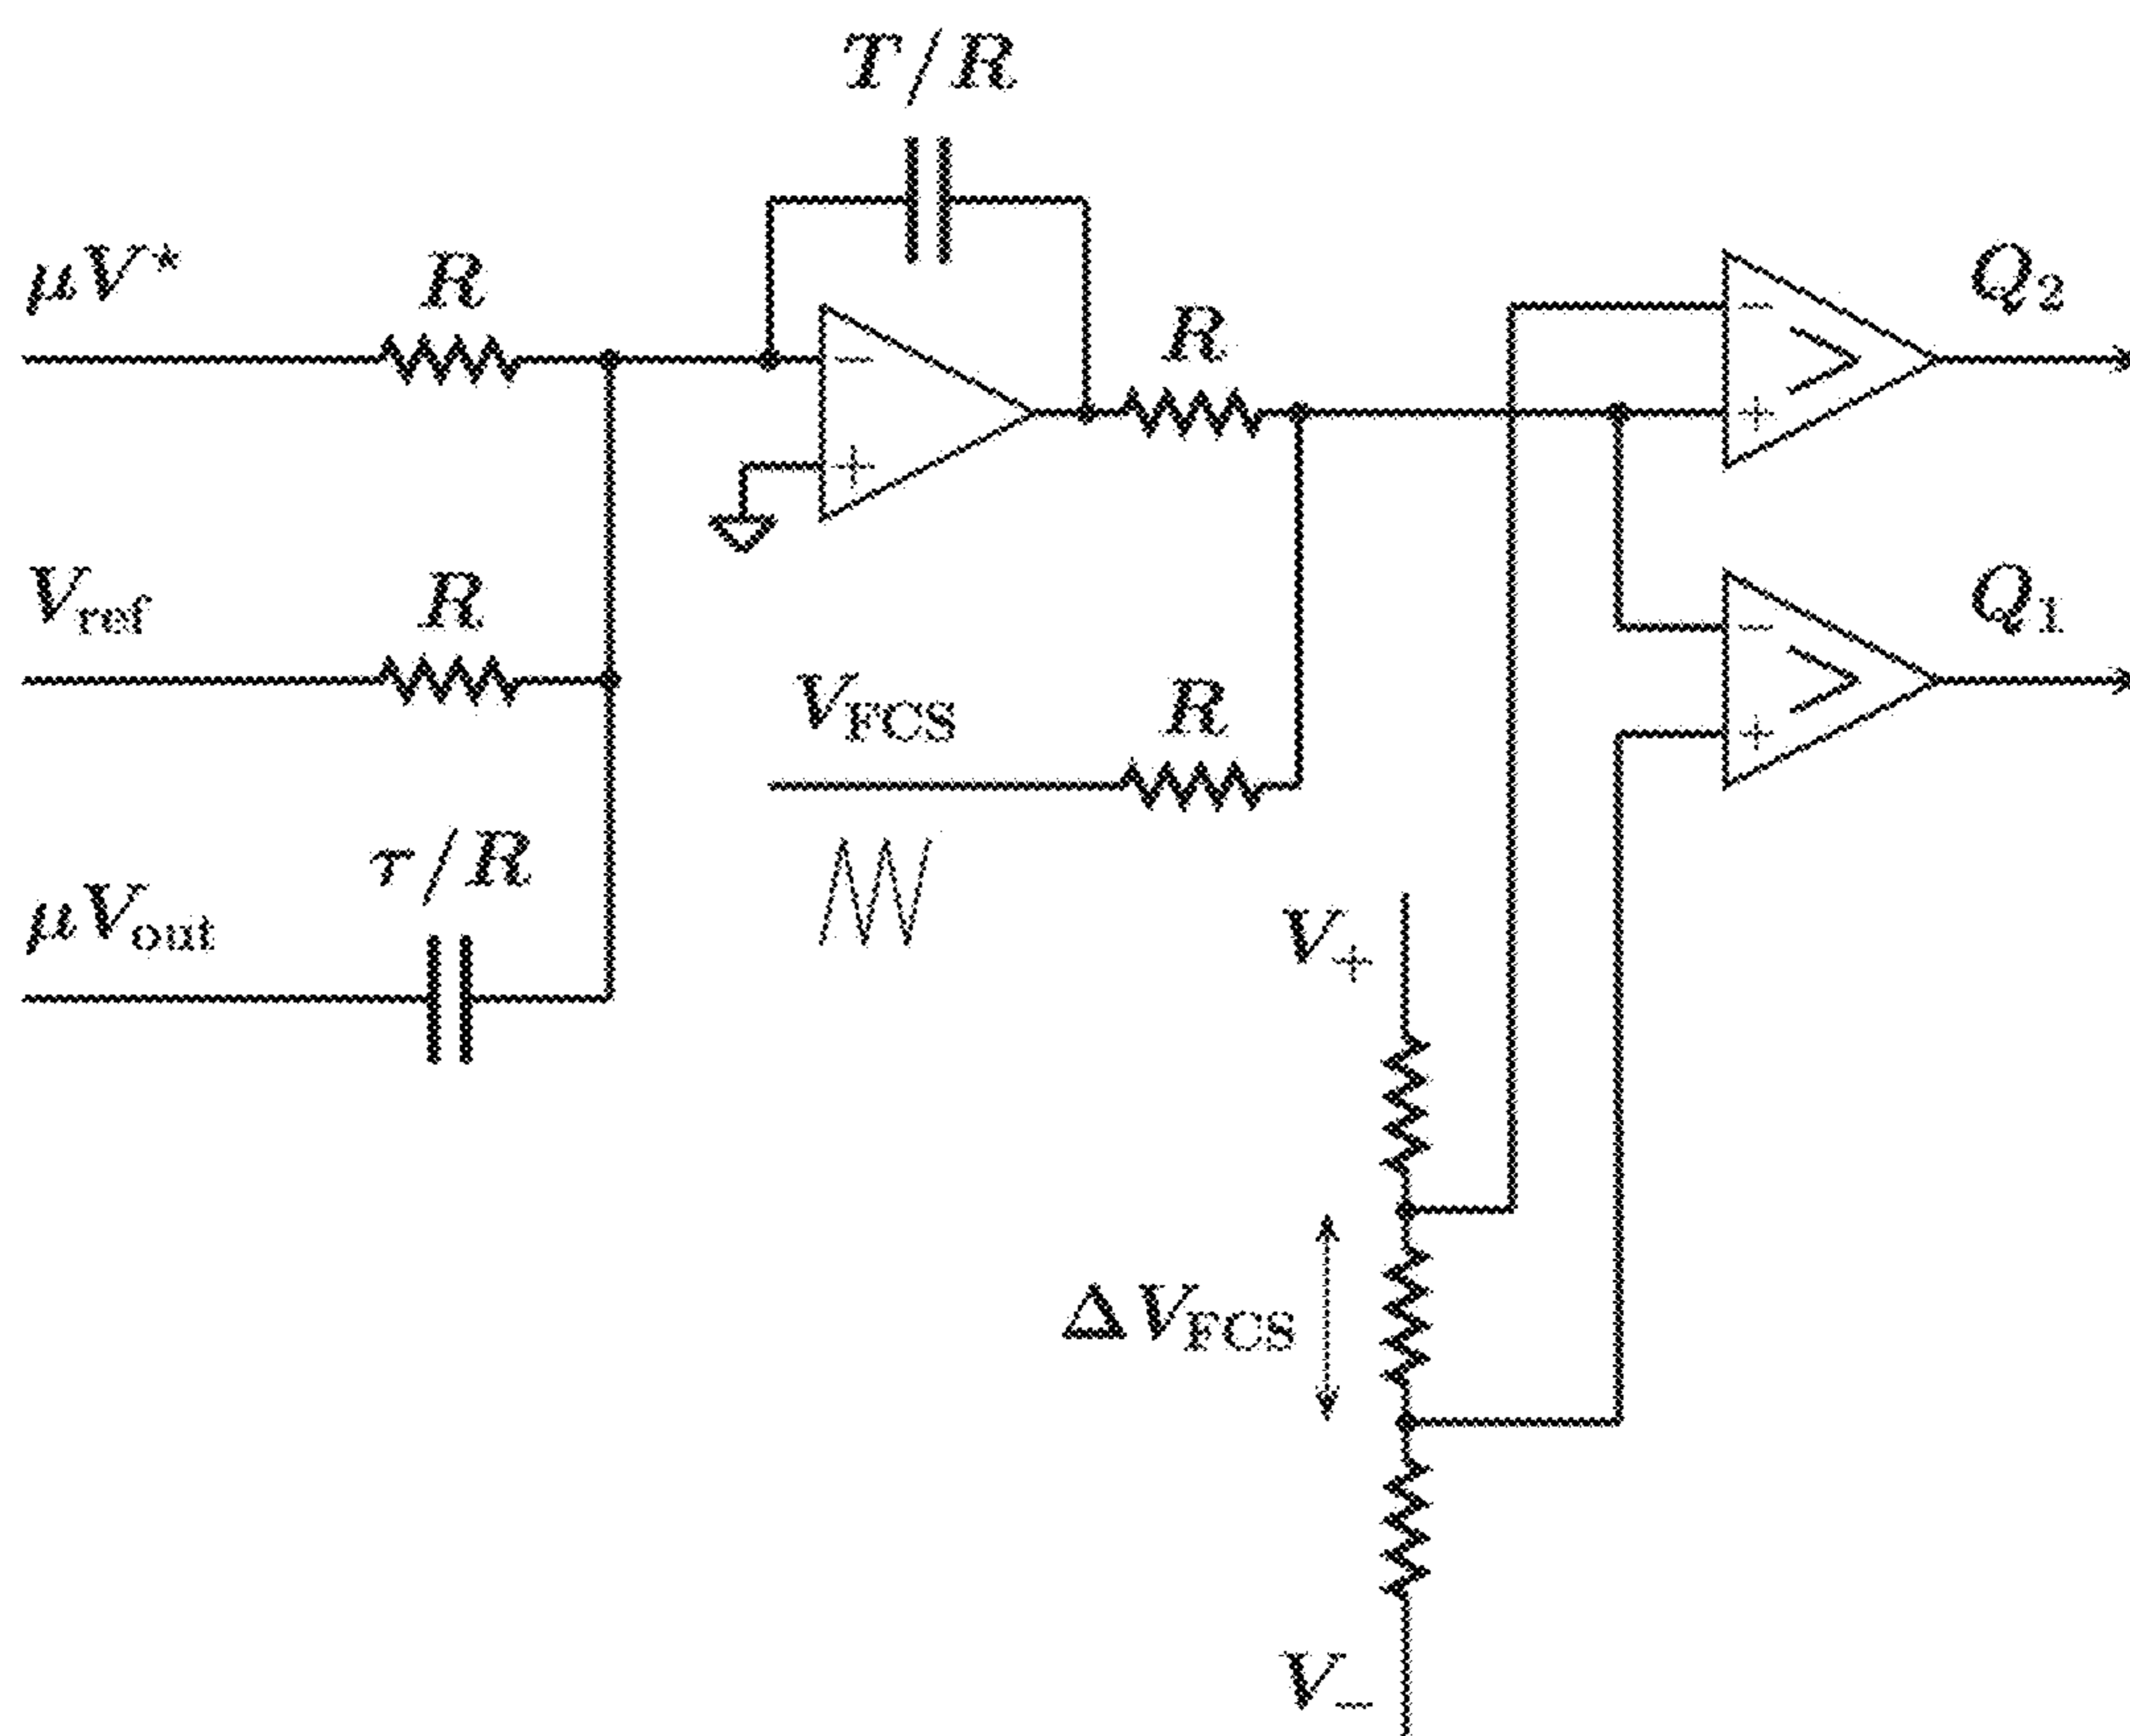 T/R
μV*
R
R
Q₂
−
+
−
+
V_ref
R
V_FCS
R
Q₁
−
+
τ/R
μV_out
V₊
ΔV_FCS
V₋